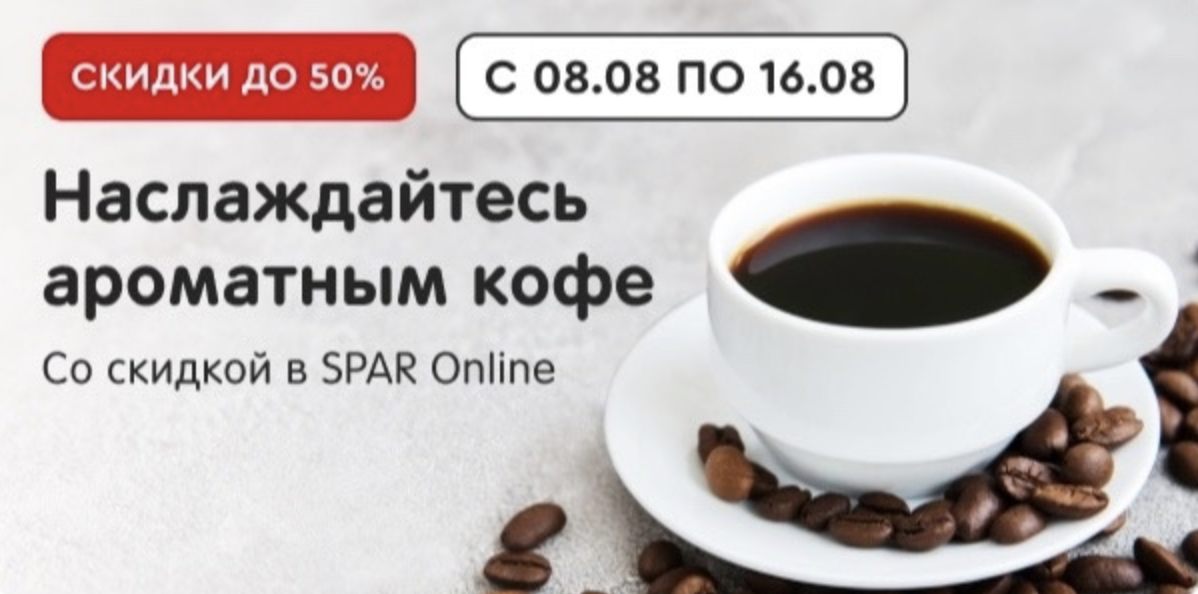 СКИДКИ ДО 50%
С 08.08 ПО 16.08
Наслаждайтесь
ароматным кофе
Со скидкой в SPAR Online